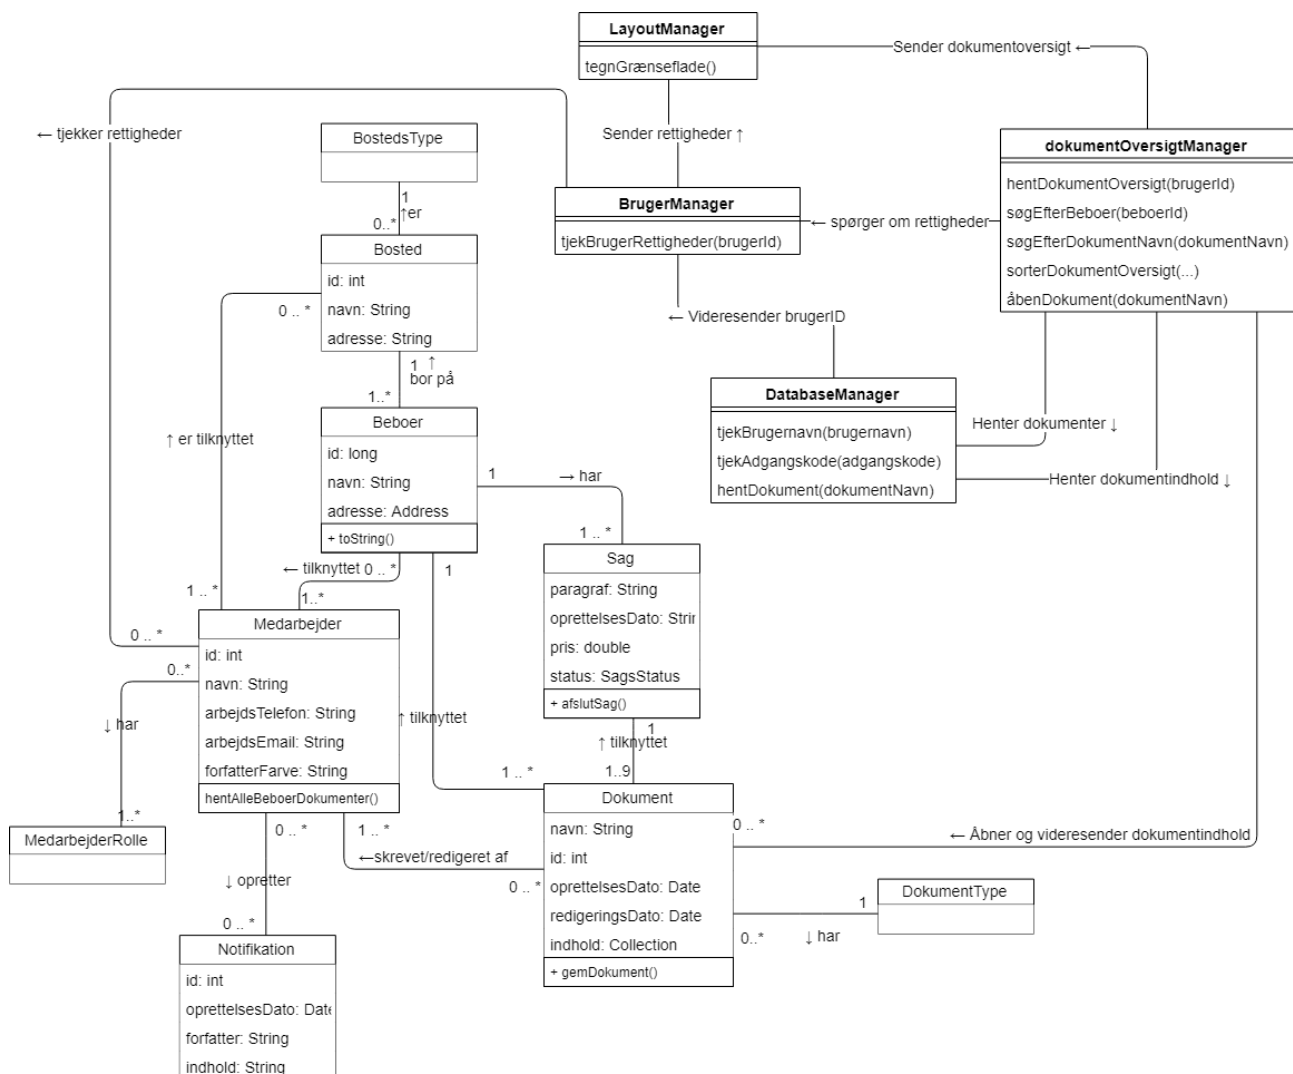 LayoutManager
tegnGrænseflade()
Sender dokumentoversigt ←
← tjekker rettigheder
Sender rettigheder ↑
BostedsType
1
↑er
0..*
dokumentOversigtManager
hentDokumentOversigt(brugerId)
søgEfterBeboer(beboerId)
søgEfterDokumentNavn(dokumentNavn)
sorterDokumentOversigt(...)
åbenDokument(dokumentNavn)
BrugerManager
tjekBrugerRettigheder(brugerId)
← spørger om rettigheder
Bosted
id: int
navn: String
adresse: String
0 .. *
← Videresender brugerID
1 ↑
bor på
1..*
DatabaseManager
tjekBrugernavn(brugernavn)
tjekAdgangskode(adgangskode)
hentDokument(dokumentNavn)
Henter dokumenter ↓
Henter dokumentindhold ↓
↑ er tilknyttet
Beboer
id: long
navn: String
adresse: Address
+ toString()
1
→ har
1 .. *
Sag
paragraf: String
oprettelsesDato: Strin
pris: double
status: SagsStatus
+ afslutSag()
← tilknyttet 0 .. *
1
1 .. *
1..*
Medarbejder
id: int
navn: String
arbejdsTelefon: String
arbejdsEmail: String
forfatterFarve: String
hentAlleBeboerDokumenter()
0 .. *
0..*
↓ har
1..*
MedarbejderRolle
↑ tilknyttet
1
↑ tilknyttet
1..9
1 .. *
Dokument
navn: String
id: int
oprettelsesDato: Date
redigeringsDato: Date
indhold: Collection
+ gemDokument()
0 .. *
← Åbner og videresender dokumentindhold
0 .. *
1 .. *
←skrevet/redigeret af
0 .. *
↓ opretter
0 .. *
DokumentType
1
0..*
↓ har
Notifikation
id: int
oprettelsesDato: Date
forfatter: String
indhold: String